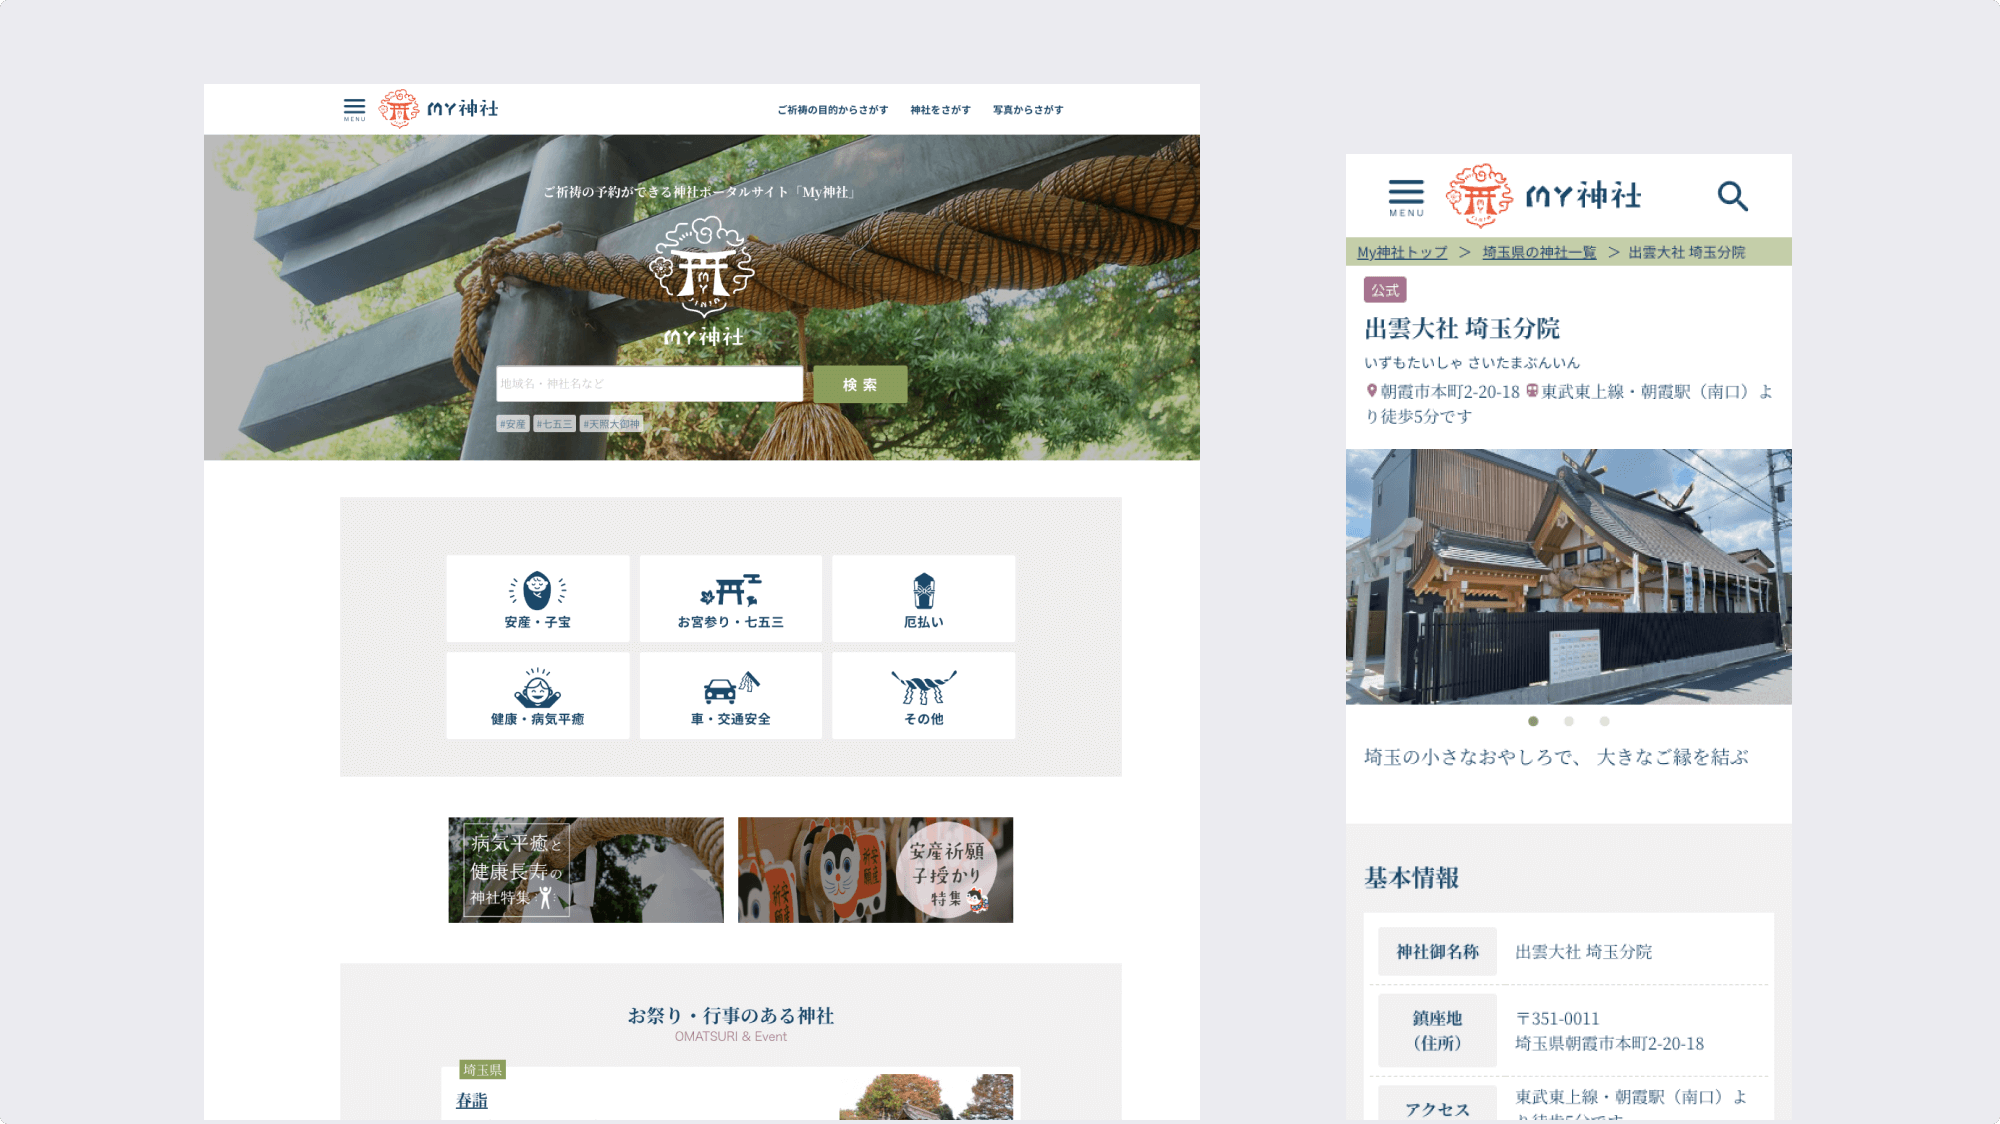 MENU
MY神社
ご祈祷の目的からさがす 神社をさがす 写真からさがす
ご祈祷の予約ができる神社ポータルサイト「My神社」
MY
JINJA
MY神社
地域名・神社名など
検索
#安産 #七五三 #天照大御神
安産・子宝 お宮参り・七五三 厄払い
健康・病気平癒 車・交通安全 その他
病気平癒と
健康長寿の
神社特集
安産祈願
子授かり
特集
お祭り・行事のある神社
OMATSURI & Event
埼玉県
春詣
MENU
MY神社
My神社トップ > 埼玉県の神社一覧 > 出雲大社 埼玉分院
公式
出雲大社 埼玉分院
いずもたいしゃ さいたまぶんいん
朝霞市本町2-20-18 東武東上線・朝霞駅（南口）よ
り徒歩5分です
埼玉の小さなおやしろで、 大きなご縁を結ぶ
基本情報
神社御名称 出雲大社 埼玉分院
鎮座地
（住所）
〒351-0011
埼玉県朝霞市本町2-20-18
アクセス
東武東上線・朝霞駅（南口）よ
り徒歩5分です